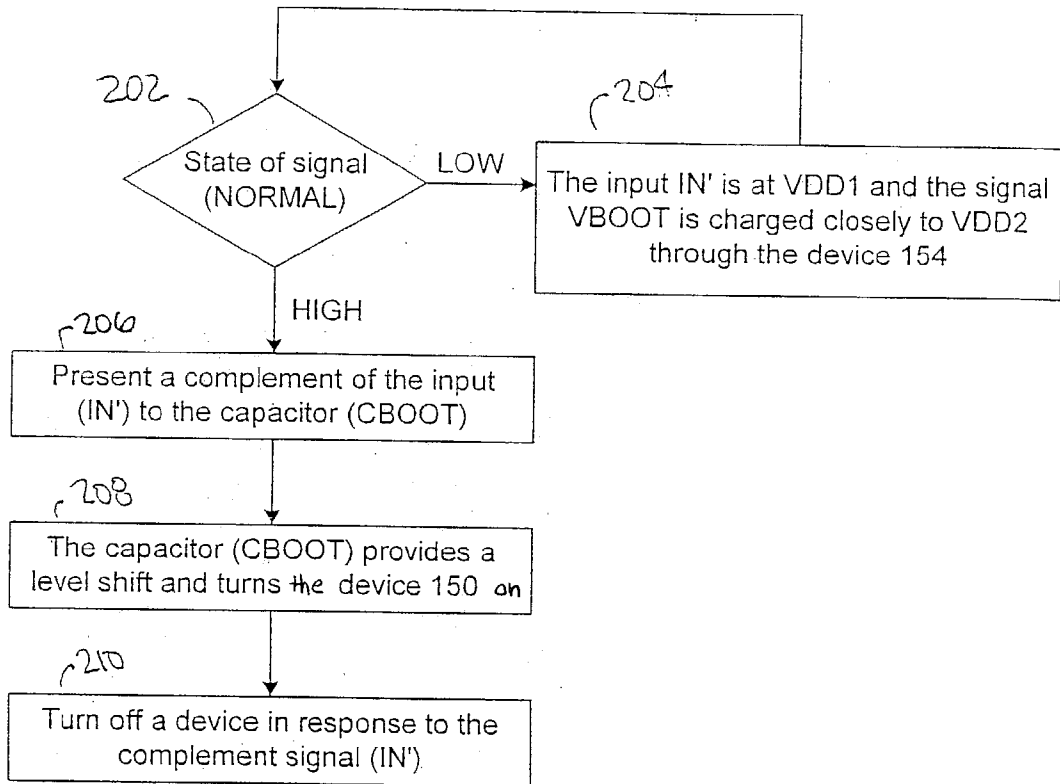 202
State of signal
(NORMAL)
LOW
204
The input IN' is at VDD1 and the signal
VBOOT is charged closely to VDD2
through the device 154
HIGH
206
Present a complement of the input
(IN') to the capacitor (CBOOT)
208
The capacitor (CBOOT) provides a
level shift and turns the device 150 on
210
Turn off a device in response to the
complement signal (IN')